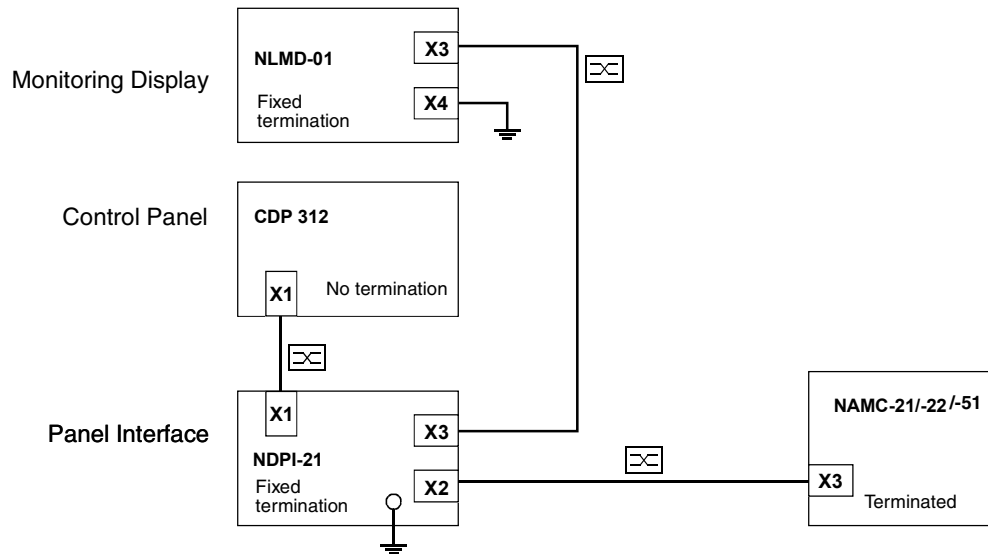 Monitoring Display
NLMD-01
Fixed
termination
X3
X4
Control Panel
CDP 312
X1
No termination
Panel Interface
X1
NDPI-21
Fixed
termination
X3
X2
NAMC-21/-22/-51
X3
Terminated